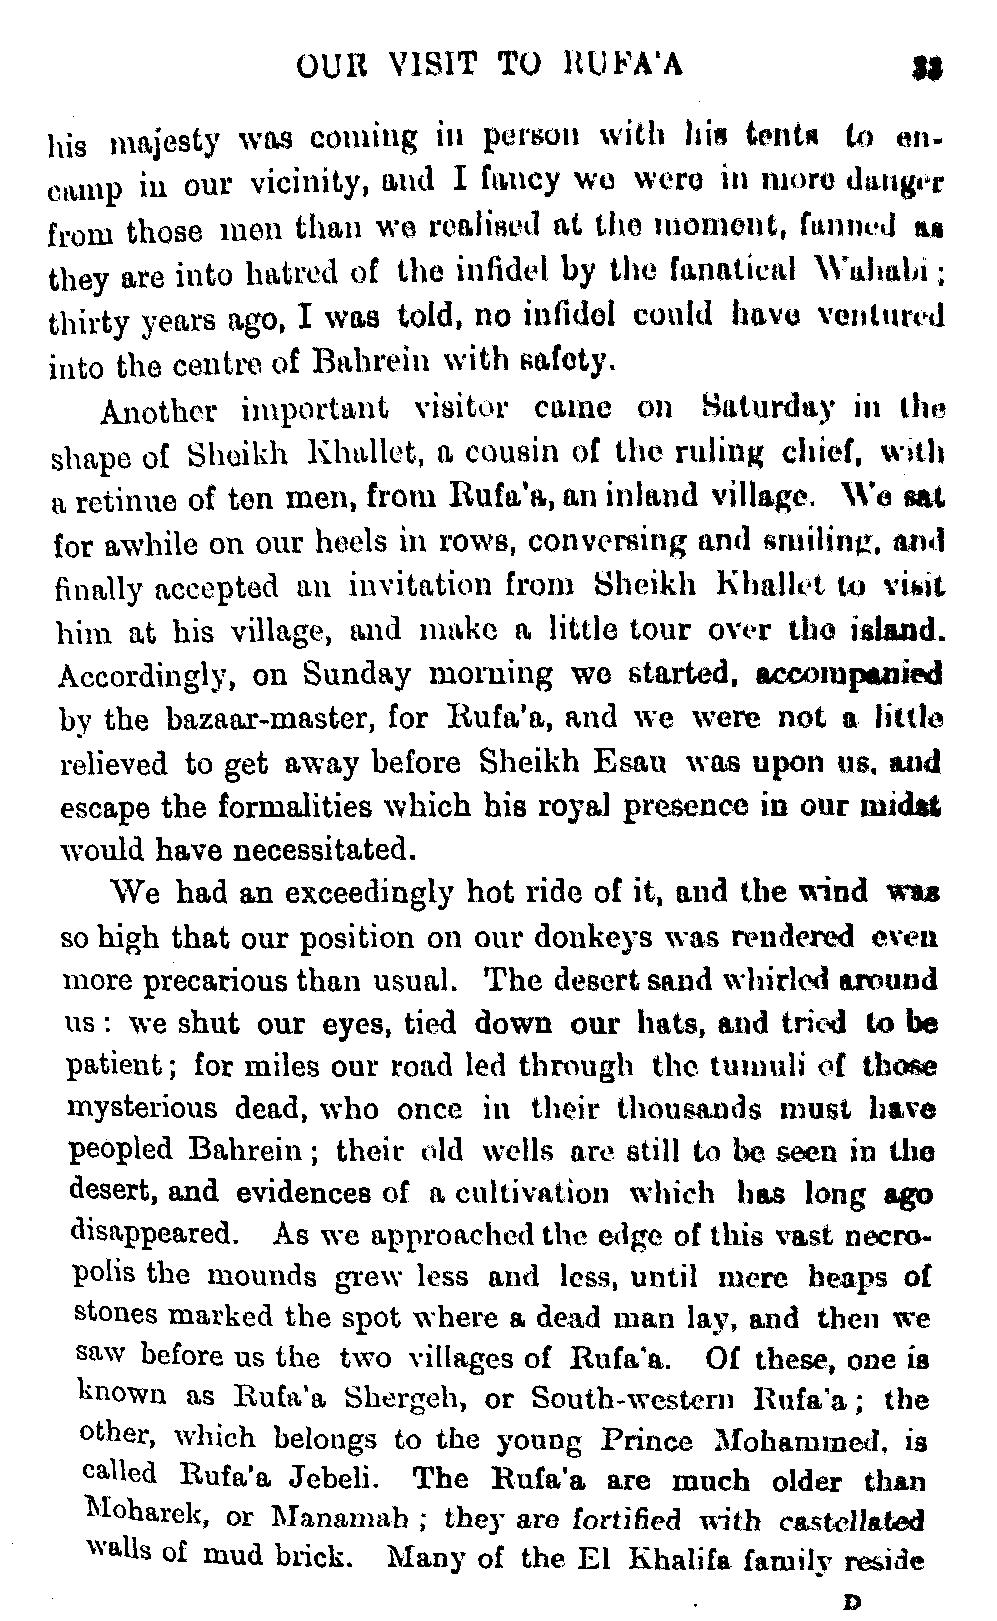 OUR VISIT TO RUFA'A 33
his majesty was coming in person with his tents to en-
camp in our vicinity, and I fancy we were in more danger
from those men than we realised at the moment, fanned as
they are into hatred of the infidel by the fanatical Wahabi;
thirty years ago, I was told, no infidel could have ventured
into the centre of Bahrein with safety.
Another important visitor came on Saturday in the
shape of Sheikh Khallet, a cousin of the ruling chief, with
a retinue of ten men, from Rufa'a, an inland village. We sat
for awhile on our heels in rows, conversing and smiling, and
finally accepted an invitation from Sheikh Khallet to visit
him at his village, and make a little tour over the island.
Accordingly, on Sunday morning we started, accompanied
by the bazaar-master, for Rufa'a, and we were not a little
relieved to get away before Sheikh Esau was upon us, and
escape the formalities which his royal presence in our midst
would have necessitated.
We had an exceedingly hot ride of it, and the wind was
so high that our position on our donkeys was rendered even
more precarious than usual. The desert sand whirled around
us: we shut our eyes, tied down our hats, and tried to be
patient; for miles our road led through the tumuli of those
mysterious dead, who once in their thousands must have
peopled Bahrein; their old wells are still to be seen in the
desert, and evidences of a cultivation which has long ago
disappeared. As we approached the edge of this vast necro-
polis the mounds grew less and less, until mere heaps of
stones marked the spot where a dead man lay, and then we
saw before us the two villages of Rufa'a. Of these, one is
known as Rufa'a Shergeh, or South-western Rufa'a; the
other, which belongs to the young Prince Mohammed, is
called Rufa'a Jebeli. The Rufa'a are much older than
Moharek, or Manamah; they are fortified with castellated
walls of mud brick. Many of the El Khalifa family reside
D